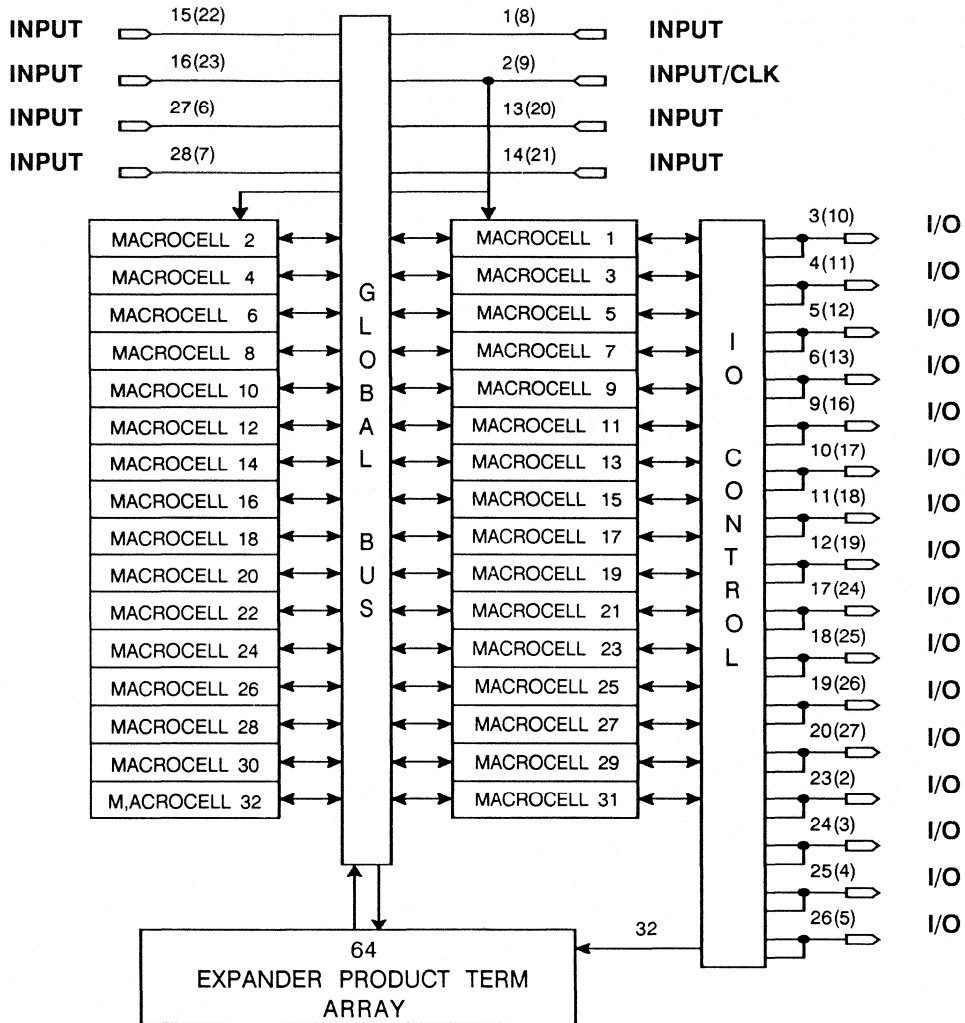 INPUT 15(22) 1(8) INPUT
INPUT 16(23) 2(9) INPUT/CLK
INPUT 27(6) 13(20) INPUT
INPUT 28(7) 14(21) INPUT
MACROCELL 2
MACROCELL 4
MACROCELL 6
MACROCELL 8
MACROCELL 10
MACROCELL 12
MACROCELL 14
MACROCELL 16
MACROCELL 18
MACROCELL 20
MACROCELL 22
MACROCELL 24
MACROCELL 26
MACROCELL 28
MACROCELL 30
M,ACROCELL 32
GLOBAL BUS
MACROCELL 1
MACROCELL 3
MACROCELL 5
MACROCELL 7
MACROCELL 9
MACROCELL 11
MACROCELL 13
MACROCELL 15
MACROCELL 17
MACROCELL 19
MACROCELL 21
MACROCELL 23
MACROCELL 25
MACROCELL 27
MACROCELL 29
MACROCELL 31
IO CONTROL
3(10) I/O
4(11) I/O
5(12) I/O
6(13) I/O
9(16) I/O
10(17) I/O
11(18) I/O
12(19) I/O
17(24) I/O
18(25) I/O
19(26) I/O
20(27) I/O
23(2) I/O
24(3) I/O
25(4) I/O
26(5) I/O
32
64
EXPANDER PRODUCT TERM
ARRAY